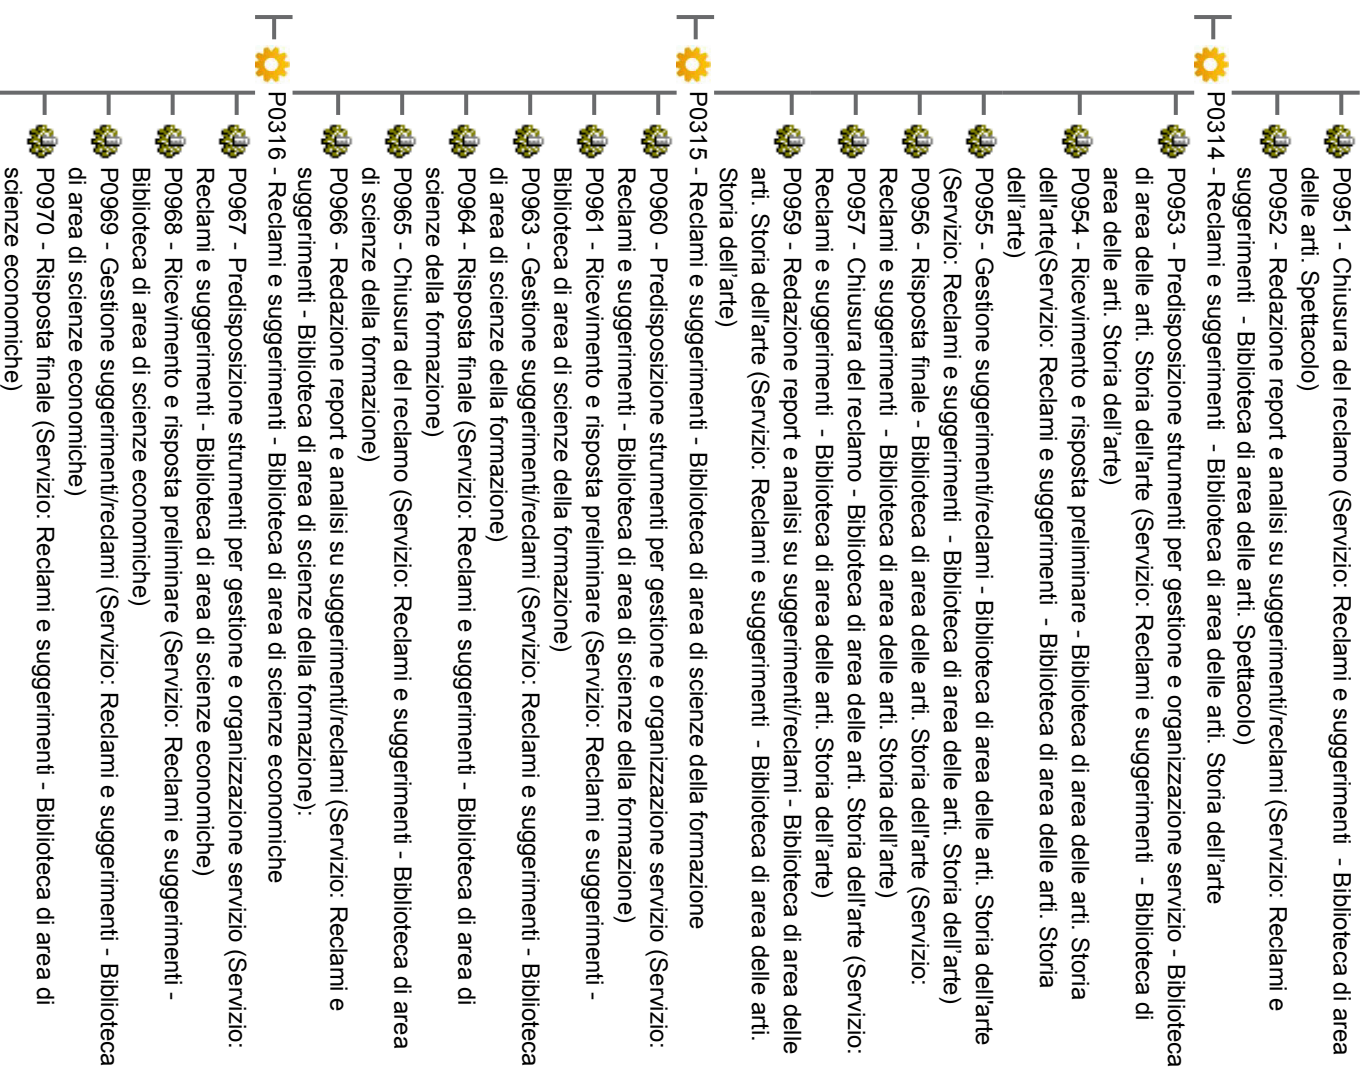 P0951 - Chiusura del reclamo (Servizio: Reclami e suggerimenti - Biblioteca di area
delle arti. Spettacolo)
P0952 - Redazione report e analisi su suggerimenti/reclami (Servizio: Reclami e
suggerimenti - Biblioteca di area delle arti. Spettacolo)
P0314 - Reclami e suggerimenti - Biblioteca di area delle arti. Storia dell'arte
P0953 - Predisposizione strumenti per gestione e organizzazione servizio - Biblioteca
di area delle arti. Storia dell'arte (Servizio: Reclami e suggerimenti - Biblioteca di
area delle arti. Storia dell'arte)
P0954 - Ricevimento e risposta preliminare - Biblioteca di area delle arti. Storia
dell'arte(Servizio: Reclami e suggerimenti - Biblioteca di area delle arti. Storia
dell'arte)
P0955 - Gestione suggerimenti/reclami - Biblioteca di area delle arti. Storia dell'arte
(Servizio: Reclami e suggerimenti - Biblioteca di area delle arti. Storia dell'arte)
P0956 - Risposta finale - Biblioteca di area delle arti. Storia dell'arte (Servizio:
Reclami e suggerimenti - Biblioteca di area delle arti. Storia dell'arte)
P0957 - Chiusura del reclamo - Biblioteca di area delle arti. Storia dell'arte (Servizio:
Reclami e suggerimenti - Biblioteca di area delle arti. Storia dell'arte)
P0959 - Redazione report e analisi su suggerimenti/reclami - Biblioteca di area delle
arti. Storia dell'arte (Servizio: Reclami e suggerimenti - Biblioteca di area delle arti.
Storia dell'arte)
P0315 - Reclami e suggerimenti - Biblioteca di area di scienze della formazione
P0960 - Predisposizione strumenti per gestione e organizzazione servizio (Servizio:
Reclami e suggerimenti - Biblioteca di area di scienze della formazione)
P0961 - Ricevimento e risposta preliminare (Servizio: Reclami e suggerimenti -
Biblioteca di area di scienze della formazione)
P0963 - Gestione suggerimenti/reclami (Servizio: Reclami e suggerimenti - Biblioteca
di area di scienze della formazione)
P0964 - Risposta finale (Servizio: Reclami e suggerimenti - Biblioteca di area di
scienze della formazione)
P0965 - Chiusura del reclamo (Servizio: Reclami e suggerimenti - Biblioteca di area
di scienze della formazione)
P0966 - Redazione report e analisi su suggerimenti/reclami (Servizio: Reclami e
suggerimenti - Biblioteca di area di scienze della formazione):
P0316 - Reclami e suggerimenti - Biblioteca di area di scienze economiche
P0967 - Predisposizione strumenti per gestione e organizzazione servizio (Servizio:
Reclami e suggerimenti - Biblioteca di area di scienze economiche)
P0968 - Ricevimento e risposta preliminare (Servizio: Reclami e suggerimenti -
Biblioteca di area di scienze economiche)
P0969 - Gestione suggerimenti/reclami (Servizio: Reclami e suggerimenti - Biblioteca
di area di scienze economiche)
P0970 - Risposta finale (Servizio: Reclami e suggerimenti - Biblioteca di area di
scienze economiche)